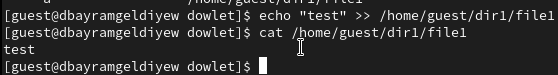 [guest@dbayramgeldiyew dowlet]$ echo "test" >> /home/guest/dir1/file1
[guest@dbayramgeldiyew dowlet]$ cat /home/guest/dir1/file1
test
[guest@dbayramgeldiyew dowlet]$